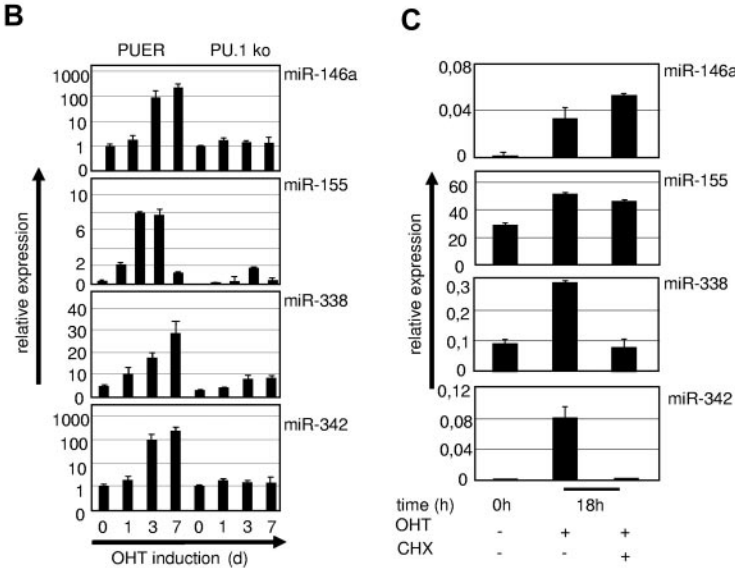 B
PUER PU.1 ko
1000
100
10
1
0
miR-146a
10
6
2
0
miR-155
40
30
20
10
0
miR-338
1000
100
10
1
0
miR-342
relative expression
0 1 3 7 0 1 3 7
OHT induction (d)
C
0,08
0,04
0
miR-146a
60
40
20
0
miR-155
0,3
0,2
0,1
0
miR-338
0,12
0,08
0,04
0
miR-342
relative expression
time (h) 0h 18h
OHT - + +
CHX - - +